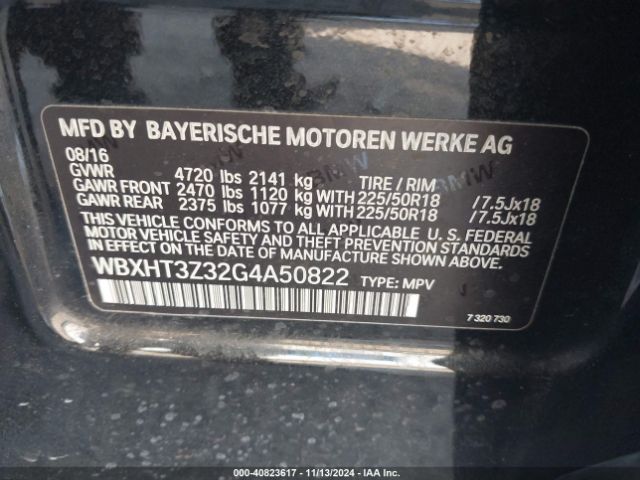 MFD BY BAYERISCHE MOTOREN WERKE AG
08/16
GVWR 4720 lbs 2141 kg TIRE / RIM
GAWR FRONT 2470 lbs 1120 kg WITH 225/50R18 /7.5Jx18
GAWR REAR 2375 lbs 1077 kg WITH 225/50R18 /7.5Jx18
THIS VEHICLE CONFORMS TO ALL APPLICABLE U.S. FEDERAL
MOTOR VEHICLE SAFETY AND THEFT PREVENTION STANDARDS
IN EFFECT ON THE DATE OF MANUFACTURE SHOWN ABOVE.
WBXHT3Z32G4A50822 TYPE: MPV
7 320 730
000-40823617 - 11/13/2024 - IAA Inc.